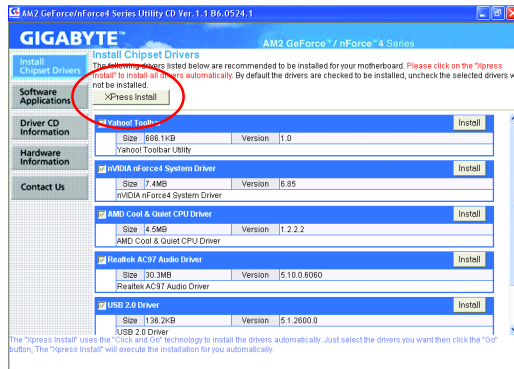 AM2 GeForce/nForce4 Series Utility CD Ver.1.1 B6.0524.1
GIGABYTE™
AM2 GeForce™/ nForce™4 Series
Install
Chipset Drivers
Software
Applications
Driver CD
Information
Hardware
Information
Contact Us
Install Chipset Drivers
The following drivers listed below are recommended to be installed for your motherboard. Please click on the "Xpress
Install" to install all drivers automatically. By default the drivers are checked to be installed, uncheck the selected drivers w
not be installed.
XPress Install
Yahoo! Toolbar
Install
Size 686.1KB Version 1.0
Yahoo! Toolbar Utility
nVIDIA nForce4 System Driver
Install
Size 7.4MB Version 6.85
nVIDIA nForce4 System Driver
AMD Cool & Quiet CPU Driver
Install
Size 4.5MB Version 1.2.2.2
AMD Cool & Quiet CPU Driver
Realtek AC97 Audio Driver
Install
Size 30.3MB Version 5.10.0.6060
Realtek AC97 Audio Driver
USB 2.0 Driver
Install
Size 136.2KB Version 5.1.2600.0
USB 2.0 Driver
The "Xpress Install" uses the "Click and Go" technology to install the drivers automatically. Just select the drivers you want then click the "Go"
button, The "Xpress Install" will execute the installation for you automatically.